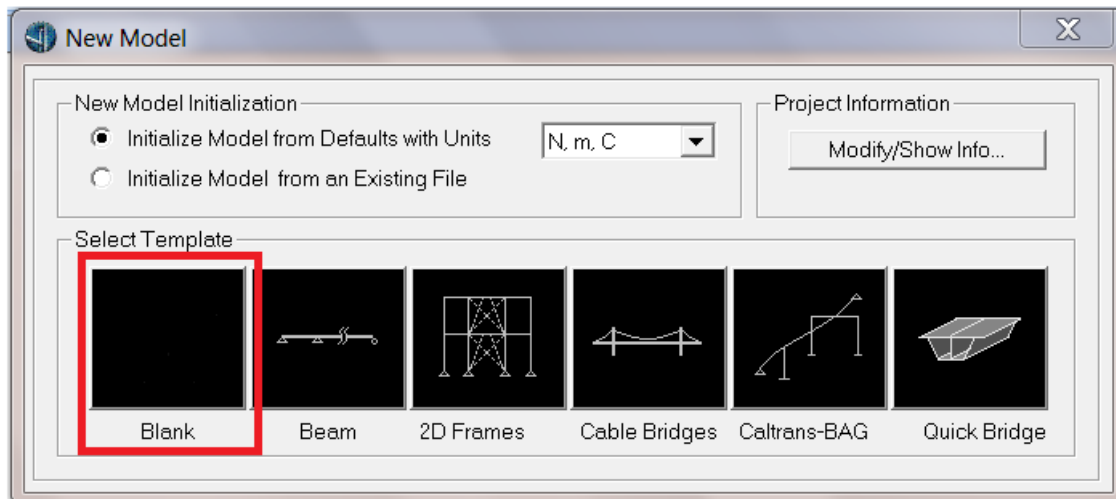 New Model
New Model Initialization
Initialize Model from Defaults with Units
N, m, C
Initialize Model from an Existing File
Project Information
Modify/Show Info...
Select Template
Blank
Beam
2D Frames
Cable Bridges
Caltrans-BAG
Quick Bridge